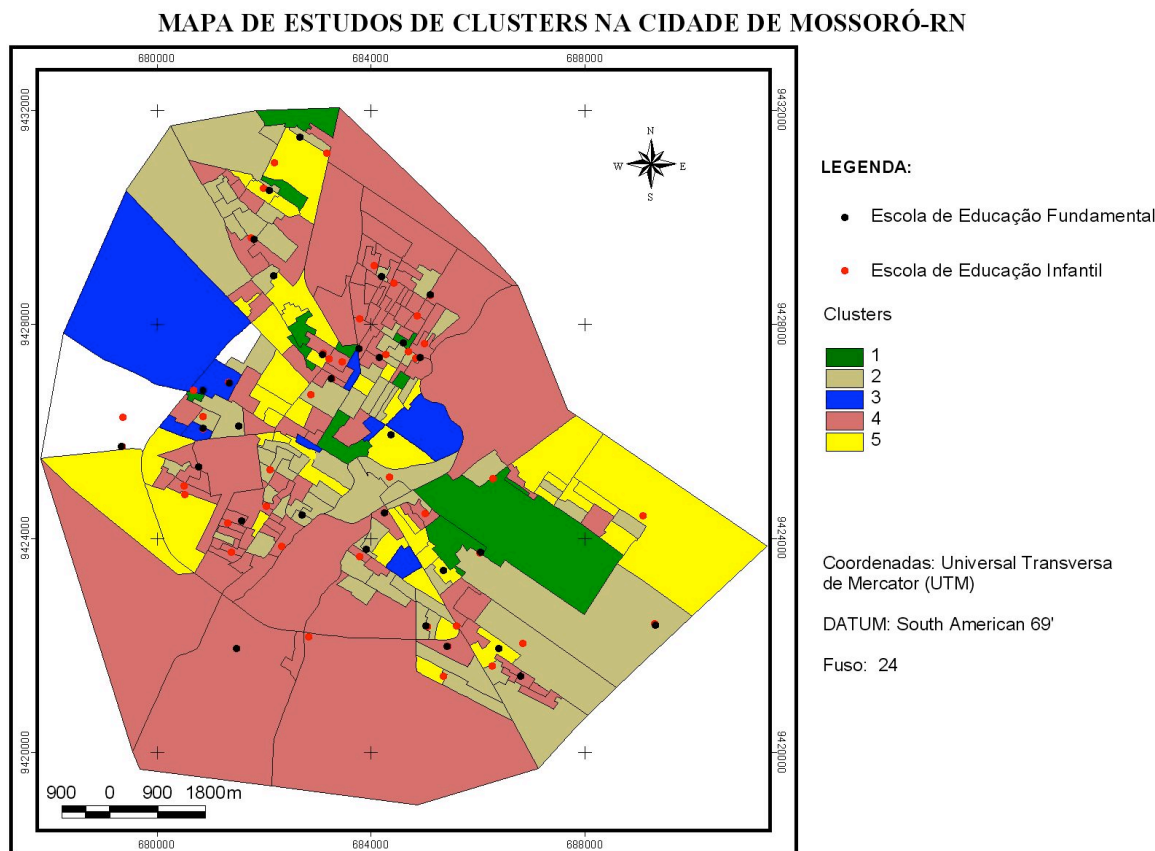 MAPA DE ESTUDOS DE CLUSTERS NA CIDADE DE MOSSORÓ-RN
680000 684000 688000
9432000 9432000
N
W E
S
LEGENDA:
Escola de Educação Fundamental
Escola de Educação Infantil
9428000 9428000
Clusters
1
2
3
4
5
9424000 9424000
Coordenadas: Universal Transversa
de Mercator (UTM)
DATUM: South American 69'
Fuso: 24
9420000 9420000
900 0 900 1800m
680000 684000 688000